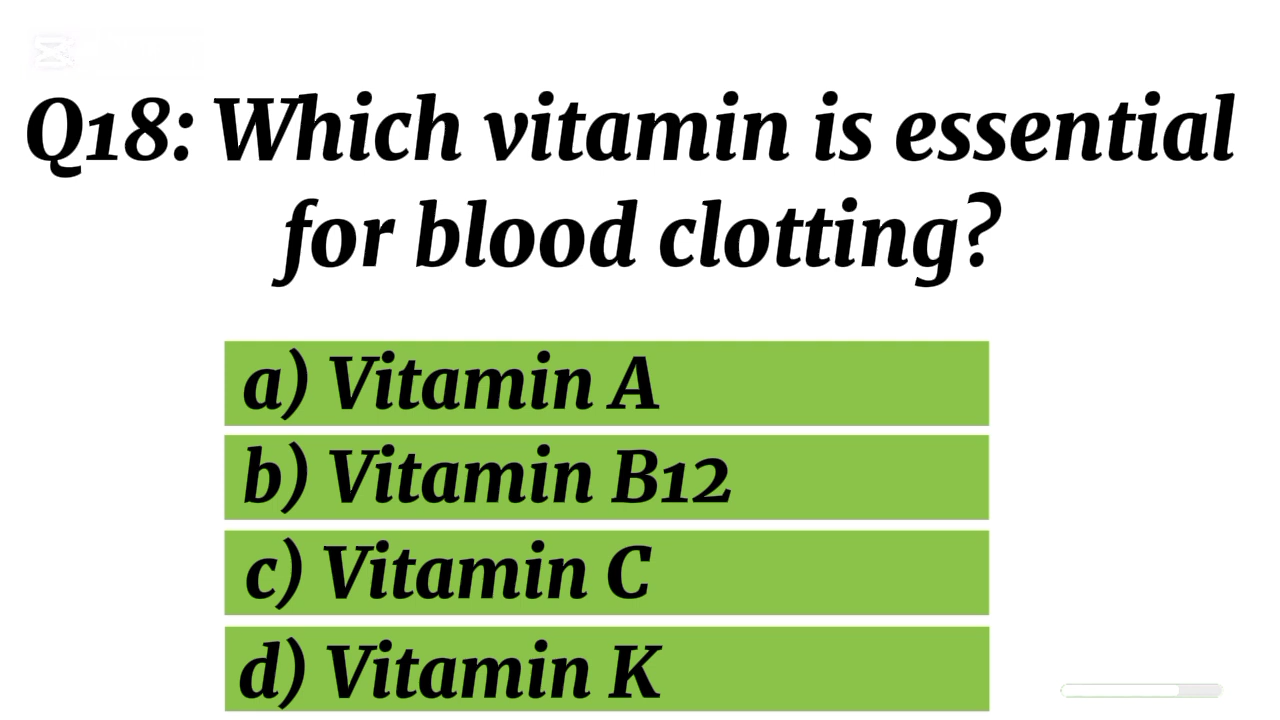 Q18: Which vitamin is essential
for blood clotting?
a) Vitamin A
b) Vitamin B12
c) Vitamin C
d) Vitamin K